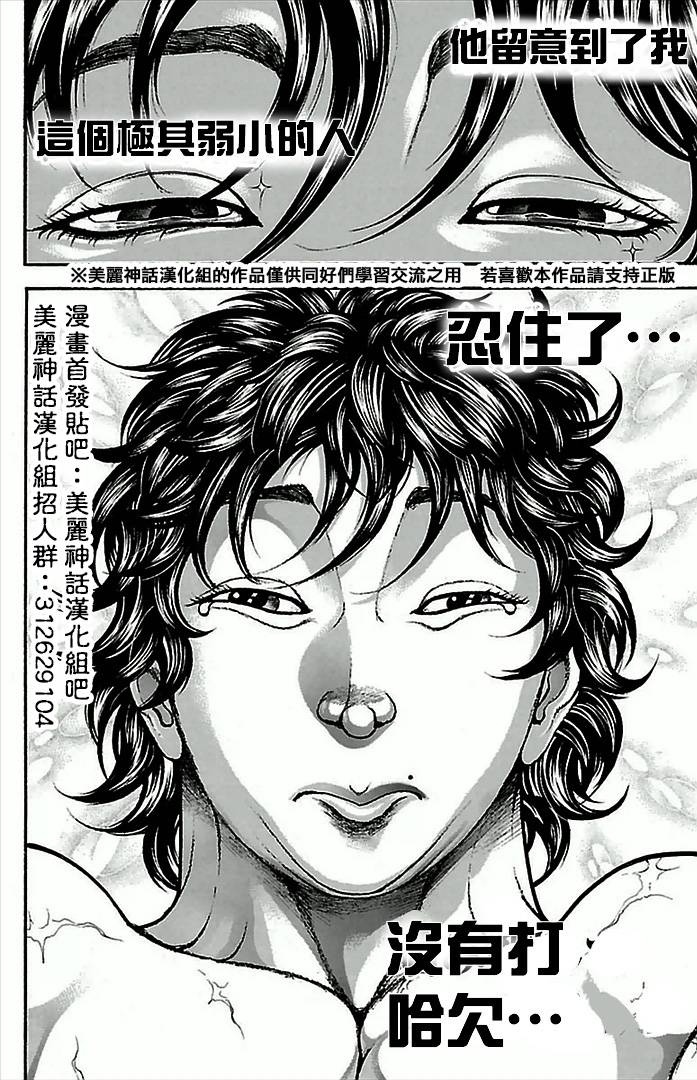 他留意到了我
這個極其弱小的人
※美麗神話漢化組的作品僅供同好們學習交流之用 若喜歡本作品請支持正版
忍住了…
漫畫首發貼吧：美麗神話漢化組吧
美麗神話漢化組招人群：312629104
沒有打
哈欠…